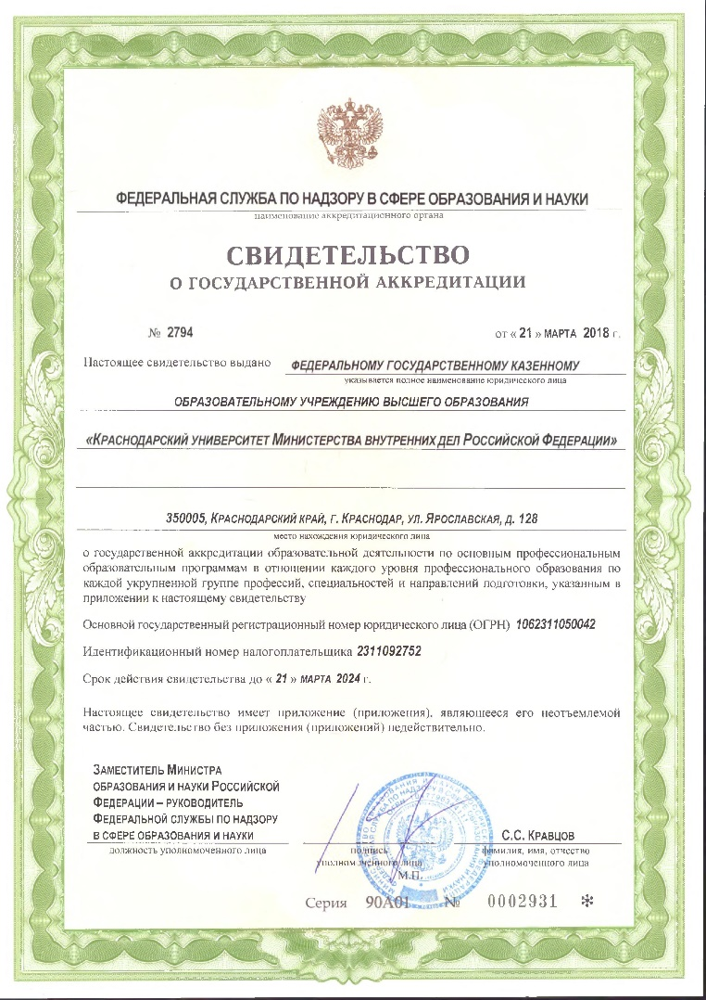 ФЕДЕРАЛЬНАЯ СЛУЖБА ПО НАДЗОРУ В СФЕРЕ ОБРАЗОВАНИЯ И НАУКИ
наименование аккредитационного органа
СВИДЕТЕЛЬСТВО
О ГОСУДАРСТВЕННОЙ АККРЕДИТАЦИИ
№ 2794 от « 21 » МАРТА 2018 г.
Настоящее свидетельство выдано ФЕДЕРАЛЬНОМУ ГОСУДАРСТВЕННОМУ КАЗЕННОМУ
указывается полное наименование юридического лица
ОБРАЗОВАТЕЛЬНОМУ УЧРЕЖДЕНИЮ ВЫСШЕГО ОБРАЗОВАНИЯ
«КРАСНОДАРСКИЙ УНИВЕРСИТЕТ МИНИСТЕРСТВА ВНУТРЕННИХ ДЕЛ РОССИЙСКОЙ ФЕДЕРАЦИИ»
350005, КРАСНОДАРСКИЙ КРАЙ, Г. КРАСНОДАР, УЛ. ЯРОСЛАВСКАЯ, Д. 128
место нахождения юридического лица
о государственной аккредитации образовательной деятельности по основным профессиональным
образовательным программам в отношении каждого уровня профессионального образования по
каждой укрупненной группе профессий, специальностей и направлений подготовки, указанным в
приложении к настоящему свидетельству
Основной государственный регистрационный номер юридического лица (ОГРН) 1062311050042
Идентификационный номер налогоплательщика 2311092752
Срок действия свидетельства до « 21 » МАРТА 2024 г.
Настоящее свидетельство имеет приложение (приложения), являющееся его неотъемлемой
частью. Свидетельство без приложения (приложений) недействительно.
ЗАМЕСТИТЕЛЬ МИНИСТРА
ОБРАЗОВАНИЯ И НАУКИ РОССИЙСКОЙ
ФЕДЕРАЦИИ – РУКОВОДИТЕЛЬ
ФЕДЕРАЛЬНОЙ СЛУЖБЫ ПО НАДЗОРУ
В СФЕРЕ ОБРАЗОВАНИЯ И НАУКИ
должность уполномоченного лица
подпись
уполномоченного лица
М.П.
С.С. КРАВЦОВ
фамилия, имя, отчество
уполномоченного лица
Серия 90А01 № 0002931 *